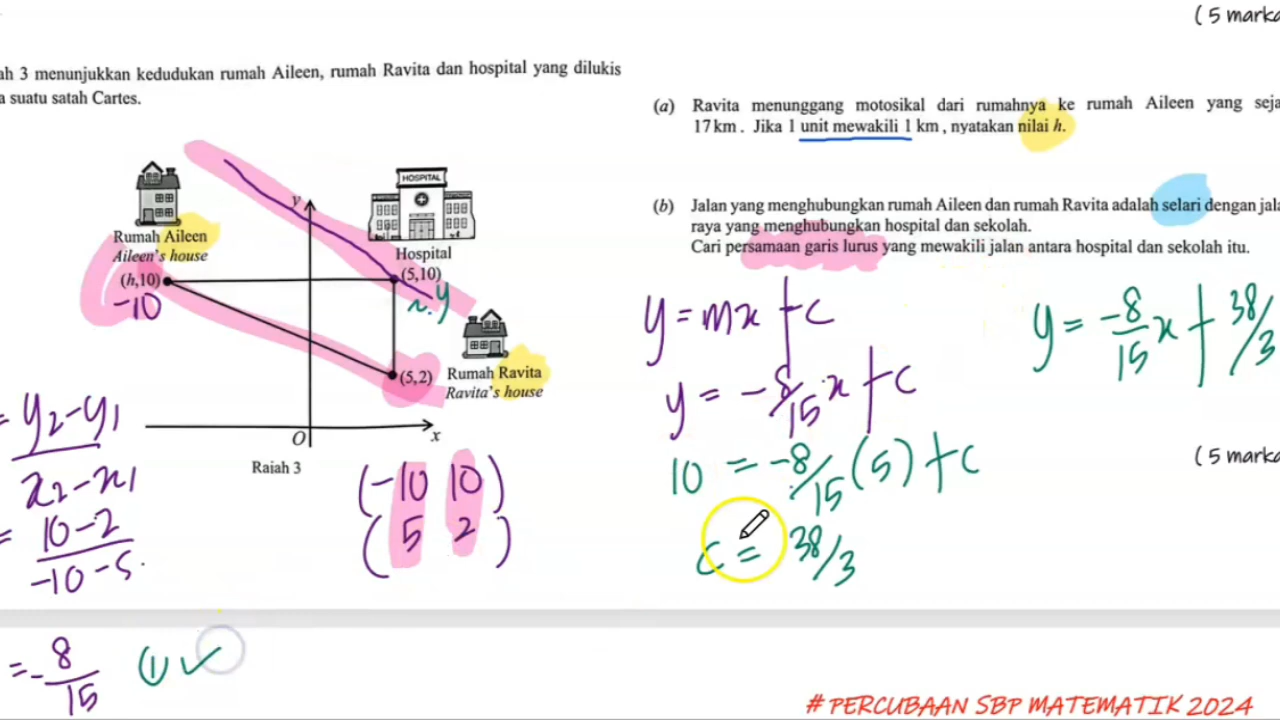 (5 marka
ah 3 menunjukkan kedudukan rumah Aileen, rumah Ravita dan hospital yang dilukis
a suatu satah Cartes.
HOSPITAL
y
Rumah Aileen
Aileen's house
(h,10)
-10
Hospital
(5,10)
x.y
(5,2)
Rumah Ravita
Ravita's house
O
x
Rajah 3
= y2-y1
x2-x1
= 10-2
-10-5.
= -8
15
(1) ✓
(-10 10)
(5 2)
(a) Ravita menunggang motosikal dari rumahnya ke rumah Aileen yang seja
17km. Jika 1 unit mewakili 1 km, nyatakan nilai h.
(b) Jalan yang menghubungkan rumah Aileen dan rumah Ravita adalah selari dengan jala
raya yang menghubungkan hospital dan sekolah.
Cari persamaan garis lurus yang mewakili jalan antara hospital dan sekolah itu.
y = mx + c
y = -8/15 x + c
10 = -8/15 (5) + c
c = 38/3
y = -8/15 x + 38/3
(5 marka
# PERCUBAAN SBP MATEMATIK 2024